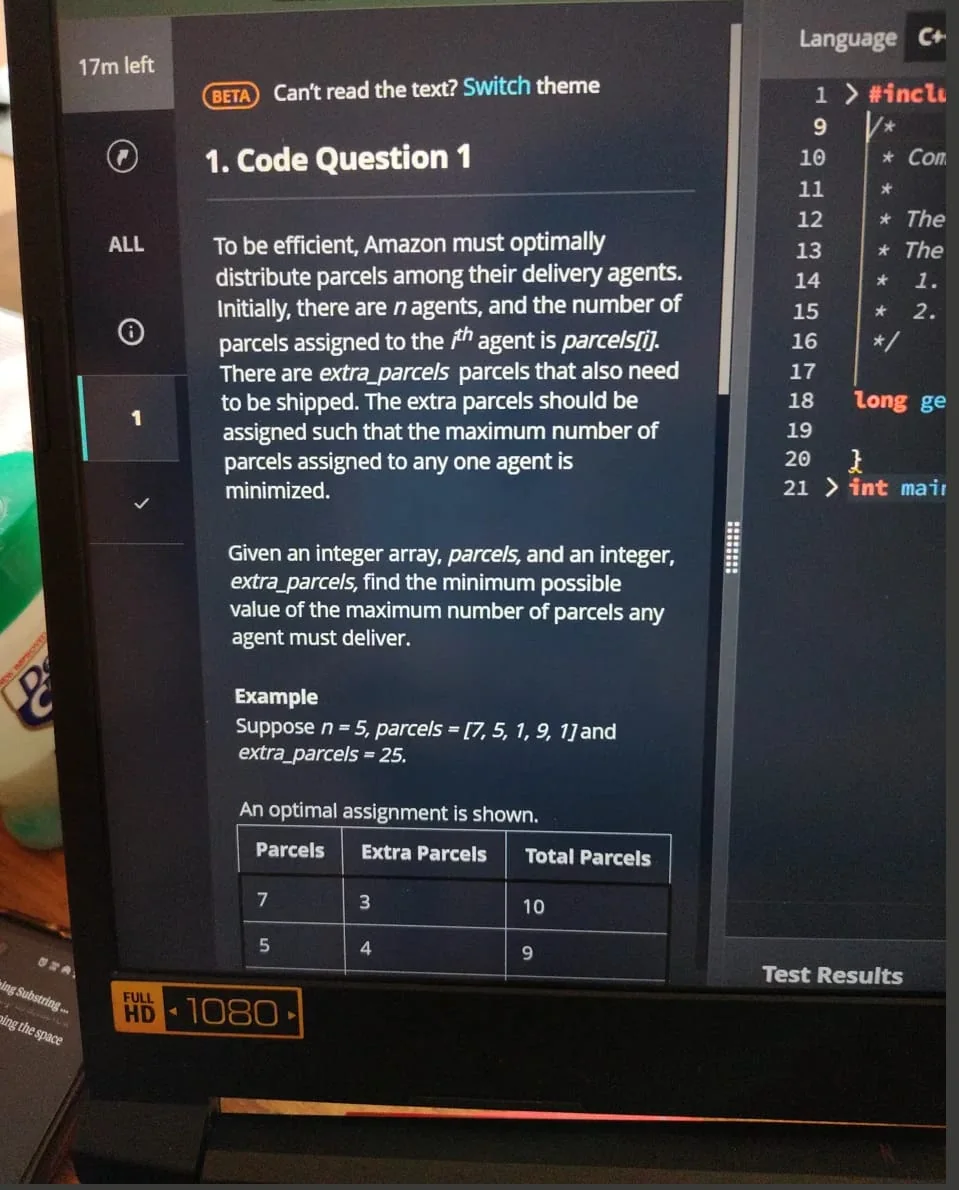 17m left
BETA Can't read the text? Switch theme
1. Code Question 1
ALL
1
To be efficient, Amazon must optimally
distribute parcels among their delivery agents.
Initially, there are n agents, and the number of
parcels assigned to the ith agent is parcels[i].
There are extra_parcels parcels that also need
to be shipped. The extra parcels should be
assigned such that the maximum number of
parcels assigned to any one agent is
minimized.
Given an integer array, parcels, and an integer,
extra_parcels, find the minimum possible
value of the maximum number of parcels any
agent must deliver.
Example
Suppose n = 5, parcels = [7, 5, 1, 9, 1] and
extra_parcels = 25.
An optimal assignment is shown.
Parcels Extra Parcels Total Parcels
7 3 10
5 4 9
Language C+
1 > #inclu
9 /*
10 * Com
11 *
12 * The
13 * The
14 * 1.
15 * 2.
16 */
17
18 long ge
19
20 }
21 > int mair
Test Results
FULL HD 1080
ing Substring...
ping the space